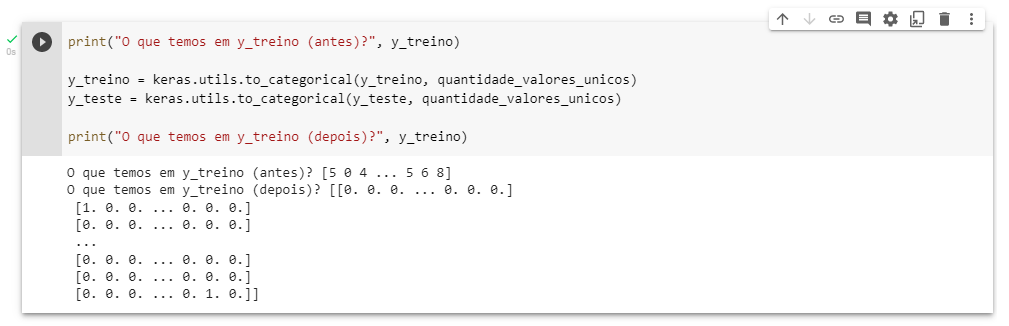 0s
print("O que temos em y_treino (antes)?", y_treino)
y_treino = keras.utils.to_categorical(y_treino, quantidade_valores_unicos)
y_teste = keras.utils.to_categorical(y_teste, quantidade_valores_unicos)
print("O que temos em y_treino (depois)?", y_treino)
O que temos em y_treino (antes)? [5 0 4 ... 5 6 8]
O que temos em y_treino (depois)? [[0. 0. 0. ... 0. 0. 0.]
[1. 0. 0. ... 0. 0. 0.]
[0. 0. 0. ... 0. 0. 0.]
...
[0. 0. 0. ... 0. 0. 0.]
[0. 0. 0. ... 0. 0. 0.]
[0. 0. 0. ... 0. 1. 0.]]